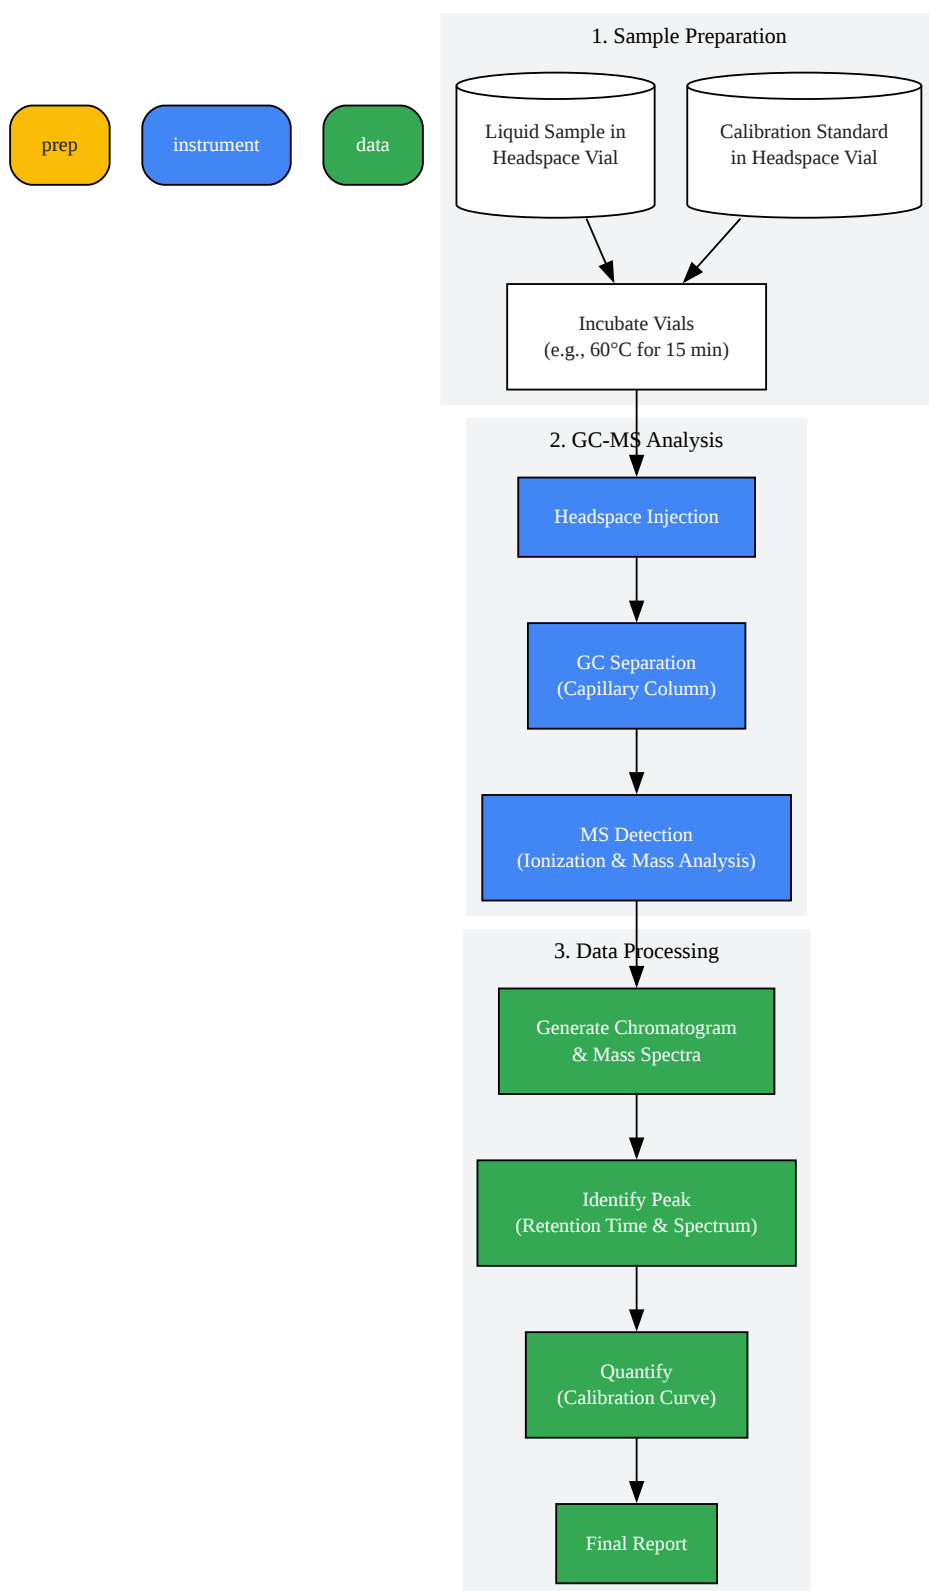 1. Sample Preparation
prep
instrument
data
Liquid Sample in
Headspace Vial
Calibration Standard
in Headspace Vial
Incubate Vials
(e.g., 60°C for 15 min)
2. GC-MS Analysis
Headspace Injection
GC Separation
(Capillary Column)
MS Detection
(Ionization & Mass Analysis)
3. Data Processing
Generate Chromatogram
& Mass Spectra
Identify Peak
(Retention Time & Spectrum)
Quantify
(Calibration Curve)
Final Report